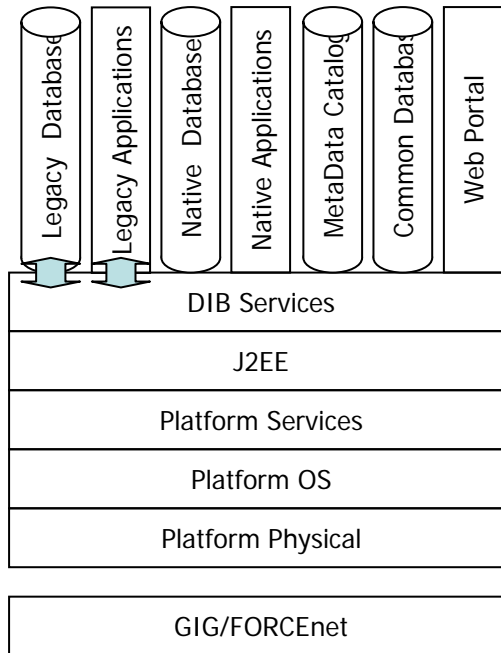 Legacy Database
Legacy Applications
Native Database
Native Applications
MetaData Catalog
Common Databas
Web Portal
DIB Services
J2EE
Platform Services
Platform OS
Platform Physical
GIG/FORCEnet